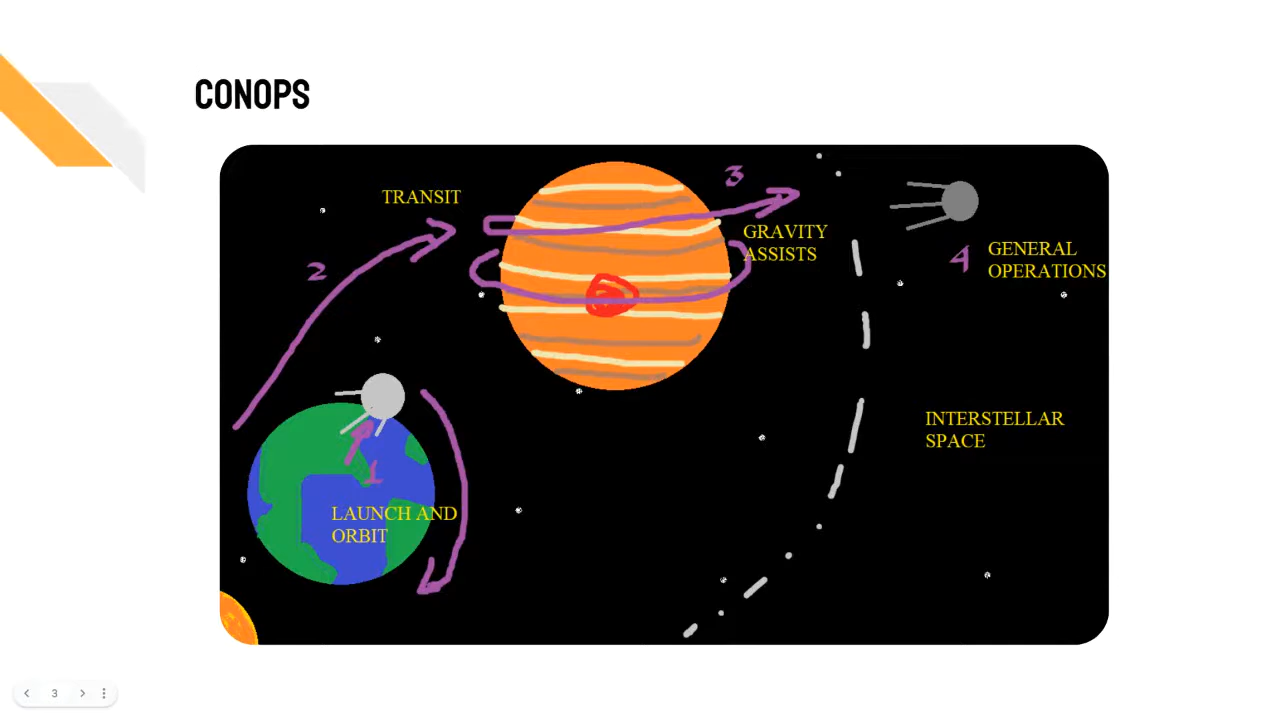 CONOPS
TRANSIT
3
GRAVITY
ASSISTS
2
4
GENERAL
OPERATIONS
INTERSTELLAR
SPACE
1
LAUNCH AND
ORBIT
3